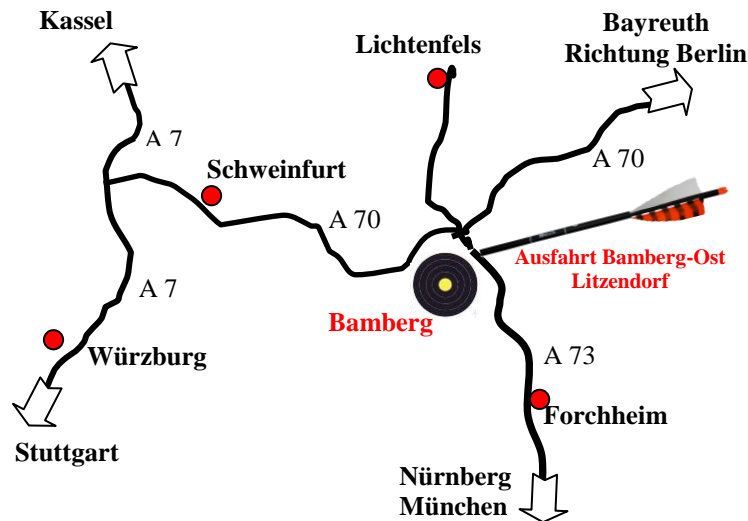 Kassel
Lichtenfels
Bayreuth
Richtung Berlin
A 7
Schweinfurt
A 70
A 70
Ausfahrt Bamberg-Ost
Litzendorf
A 7
Bamberg
Würzburg
A 73
Forchheim
Stuttgart
Nürnberg
München